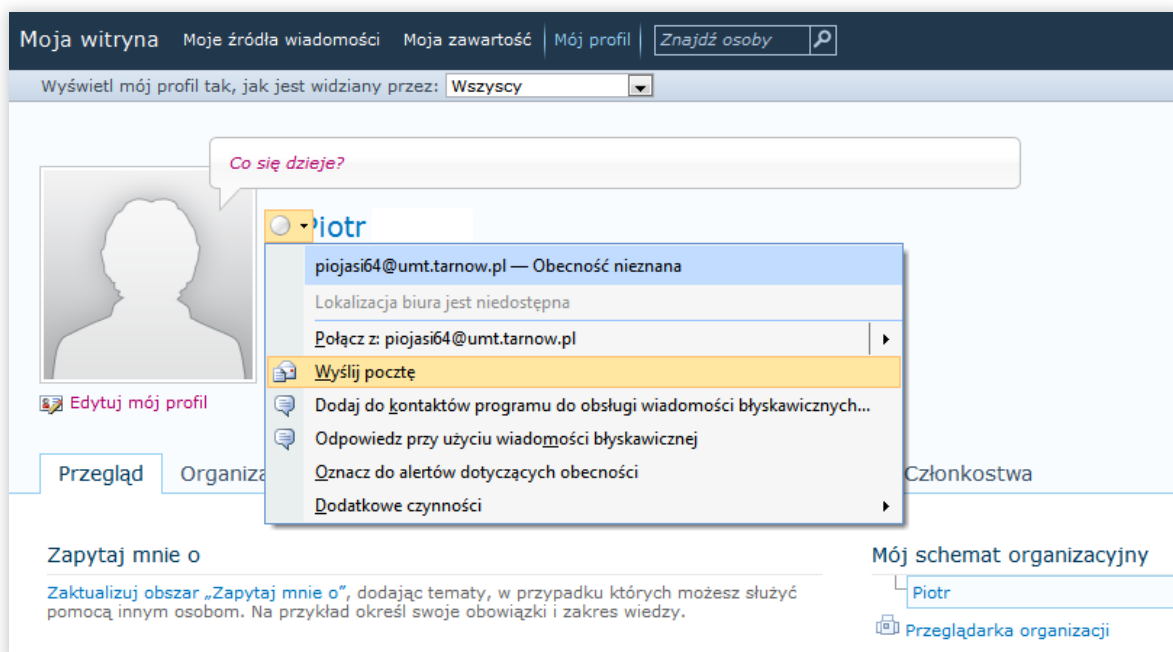 Moja witryna Moje źródła wiadomości Moja zawartość Mój profil Znajdź osoby
Wyświetl mój profil tak, jak jest widziany przez: Wszyscy
Co się dzieje?
Piotr
piojasi64@umt.tarnow.pl — Obecność nieznana
Lokalizacja biura jest niedostępna
Połącz z: piojasi64@umt.tarnow.pl
Wyślij pocztę
Dodaj do kontaktów programu do obsługi wiadomości błyskawicznych...
Odpowiedz przy użyciu wiadomości błyskawicznej
Oznacz do alertów dotyczących obecności
Dodatkowe czynności
Edytuj mój profil
Przegląd Organiza Członkostwa
Zapytaj mnie o
Zaktualizuj obszar „Zapytaj mnie o”, dodając tematy, w przypadku których możesz służyć
pomocą innym osobom. Na przykład określ swoje obowiązki i zakres wiedzy.
Mój schemat organizacyjny
Piotr
Przeglądarka organizacji